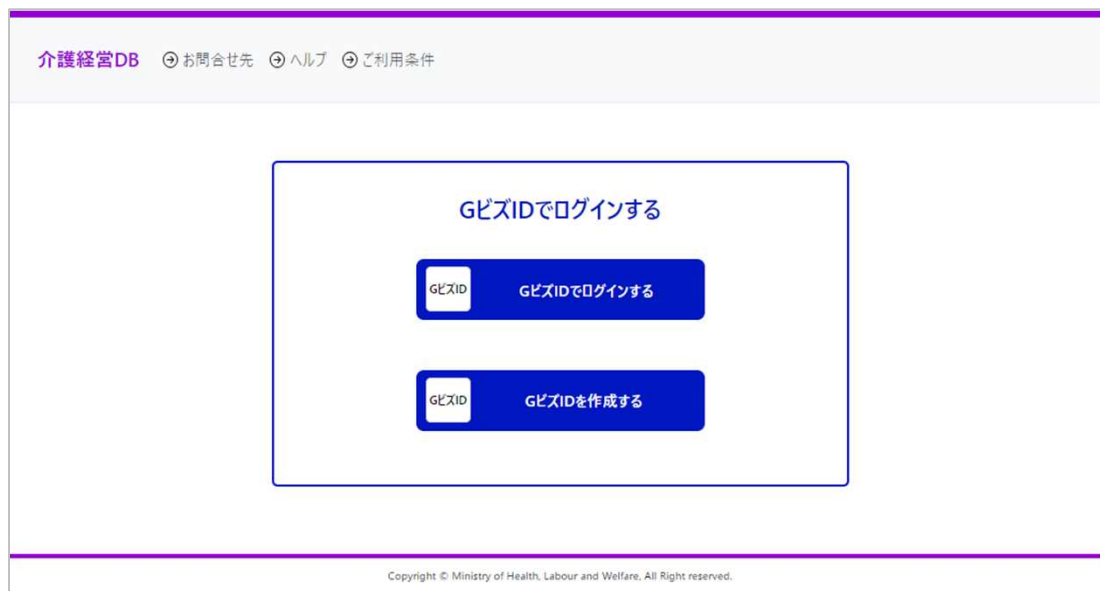 介護経営DB お問合せ先 ヘルプ ご利用条件
GビズIDでログインする
GビズID GビズIDでログインする
GビズID GビズIDを作成する
Copyright © Ministry of Health, Labour and Welfare, All Right reserved.